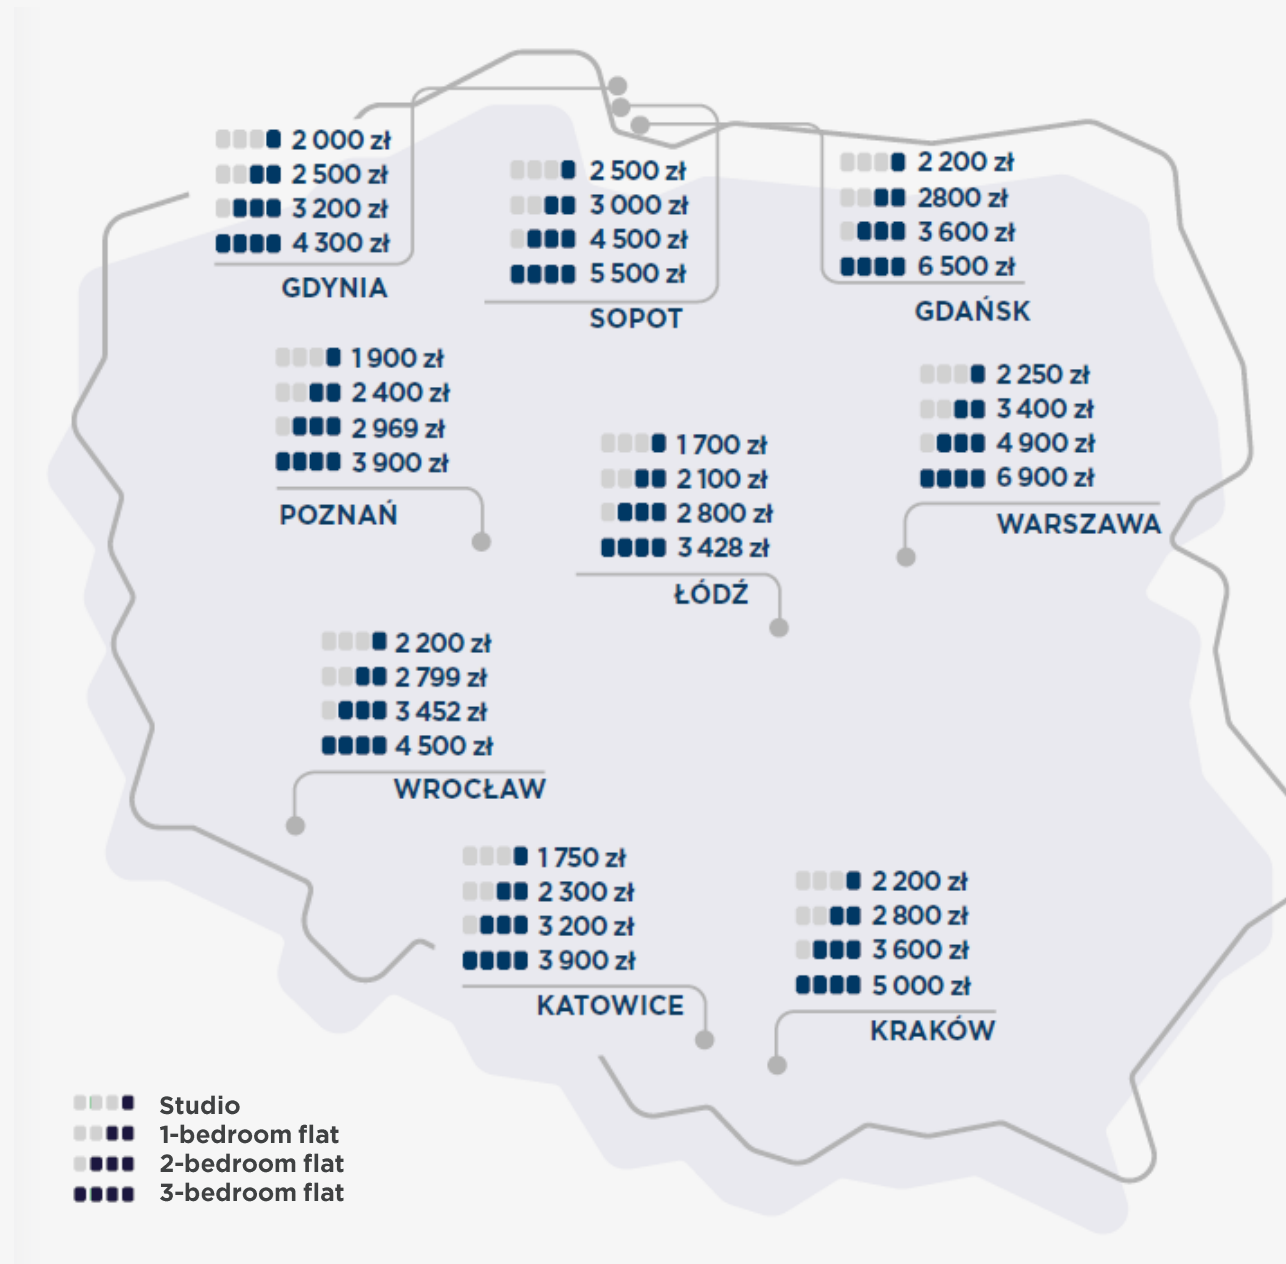 2 000 zł
2 500 zł
3 200 zł
4 300 zł
GDYNIA
2 500 zł
3 000 zł
4 500 zł
5 500 zł
SOPOT
2 200 zł
2800 zł
3 600 zł
6 500 zł
GDAŃSK
1 900 zł
2 400 zł
2 969 zł
3 900 zł
POZNAŃ
1 700 zł
2 100 zł
2 800 zł
3 428 zł
ŁÓDŹ
2 250 zł
3 400 zł
4 900 zł
6 900 zł
WARSZAWA
2 200 zł
2 799 zł
3 452 zł
4 500 zł
WROCŁAW
1 750 zł
2 300 zł
3 200 zł
3 900 zł
KATOWICE
2 200 zł
2 800 zł
3 600 zł
5 000 zł
KRAKÓW
Studio
1-bedroom flat
2-bedroom flat
3-bedroom flat